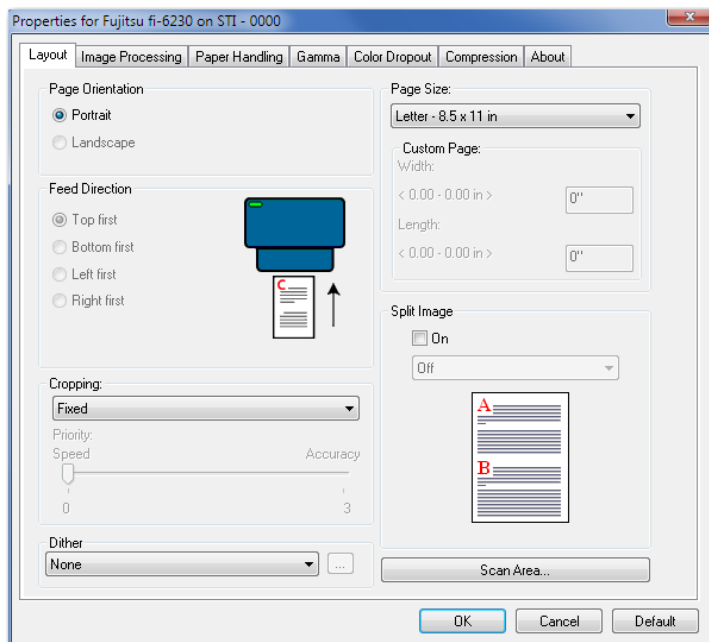 Properties for Fujitsu fi-6230 on STI - 0000
Layout Image Processing Paper Handling Gamma Color Dropout Compression About
Page Orientation
Portrait
Landscape
Feed Direction
Top first
Bottom first
Left first
Right first
C
Cropping:
Fixed
Priority:
Speed Accuracy
0 3
Dither
None ...
Page Size:
Letter - 8.5 x 11 in
Custom Page:
Width:
< 0.00 - 0.00 in > 0"
Length:
< 0.00 - 0.00 in > 0"
Split Image
On
Off
A
B
Scan Area...
OK Cancel Default